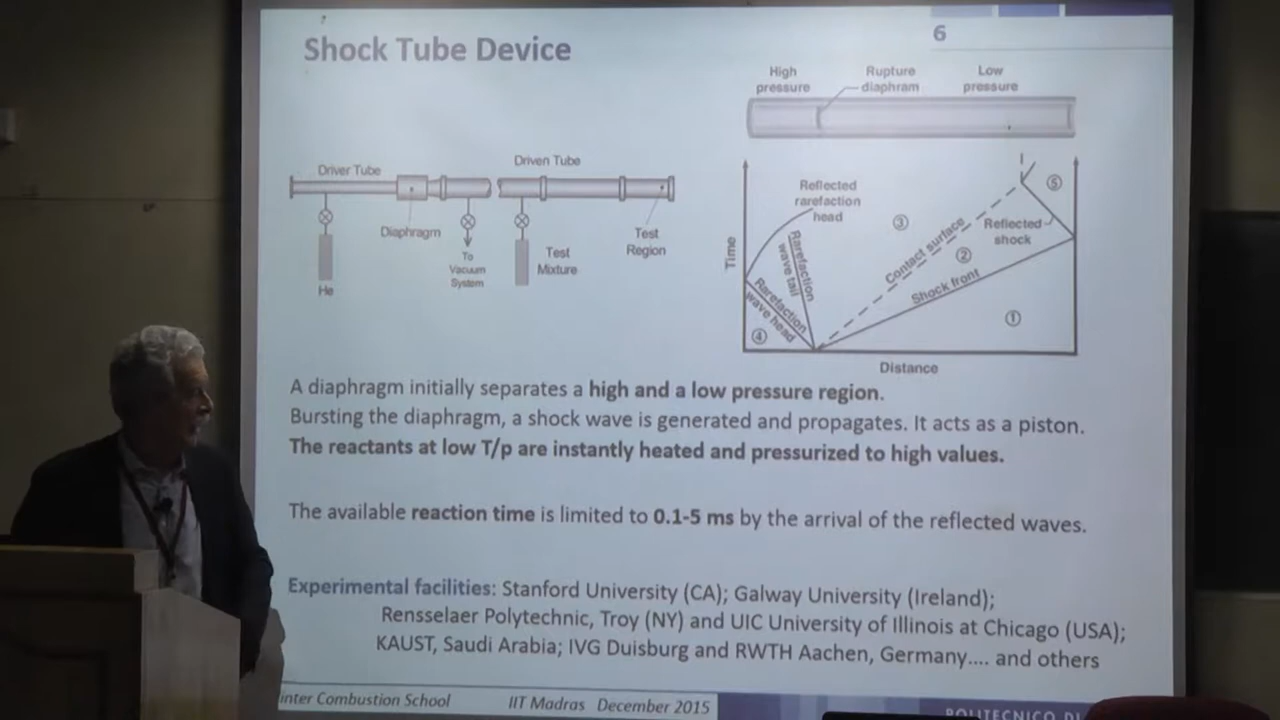 Shock Tube Device
6
High
pressure
Rupture
diaphram
Low
pressure
Driver Tube
Driven Tube
Diaphragm
To
Vacuum
System
Test
Mixture
Test
Region
He
Time
Reflected
rarefaction
head
Rarefaction
wave tail
Rarefaction
wave head
Contact surface
Shock front
Reflected
shock
①
②
③
④
⑤
Distance
A diaphragm initially separates a high and a low pressure region.
Bursting the diaphragm, a shock wave is generated and propagates. It acts as a piston.
The reactants at low T/p are instantly heated and pressurized to high values.
The available reaction time is limited to 0.1-5 ms by the arrival of the reflected waves.
Experimental facilities: Stanford University (CA); Galway University (Ireland);
Rensselaer Polytechnic, Troy (NY) and UIC University of Illinois at Chicago (USA);
KAUST, Saudi Arabia; IVG Duisburg and RWTH Aachen, Germany.... and others
inter Combustion School IIT Madras December 2015
POLITECNICO DI